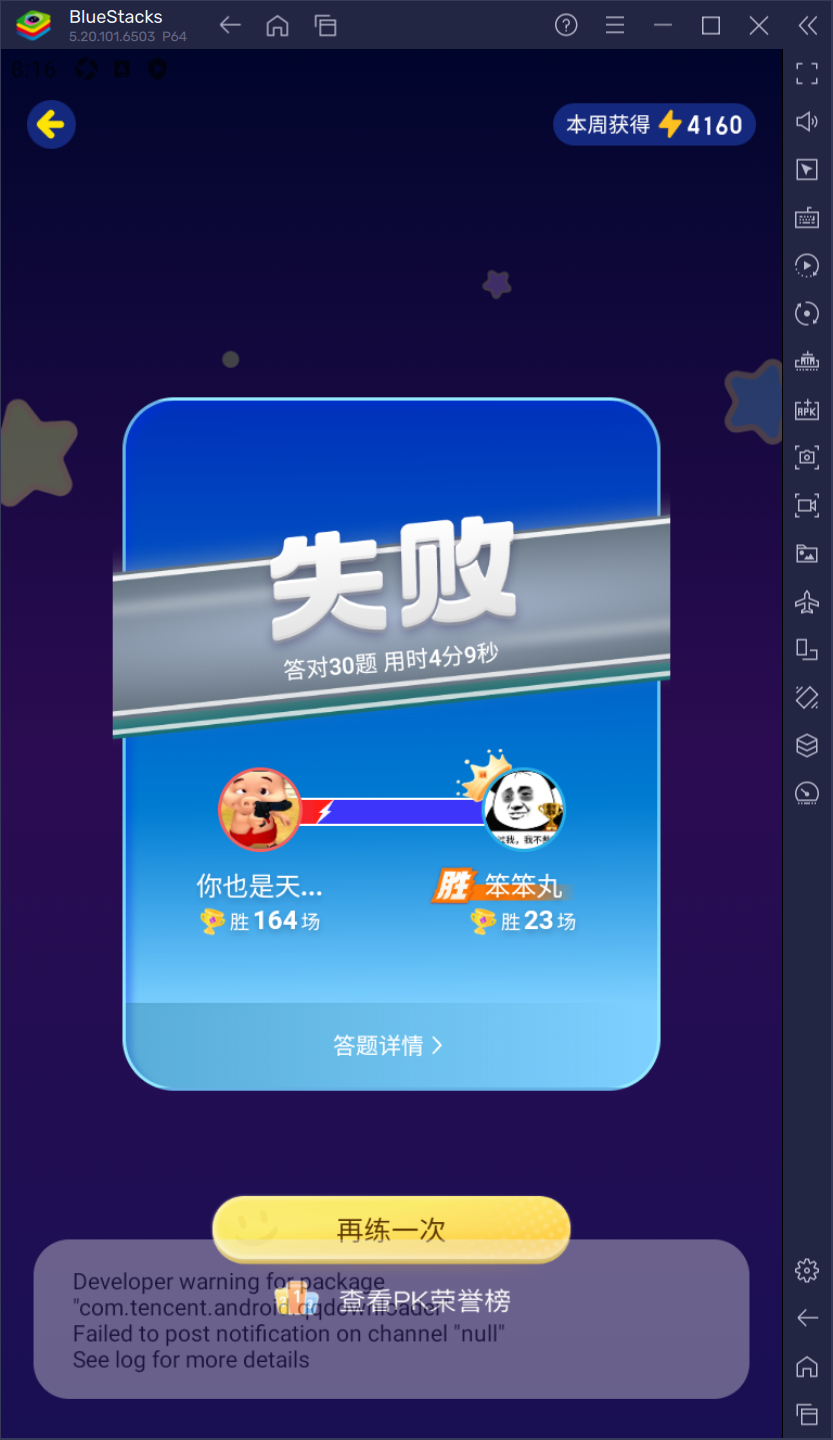 BlueStacks
5.20.101.6503 P64
8:16
本周获得 4160
失败
答对30题 用时4分9秒
你也是天...
胜 笨笨丸
胜 164 场
胜 23 场
答题详情
再练一次
查看PK荣誉榜
Developer warning for package
"com.tencent.android.qqdownloader"
Failed to post notification on channel "null"
See log for more details